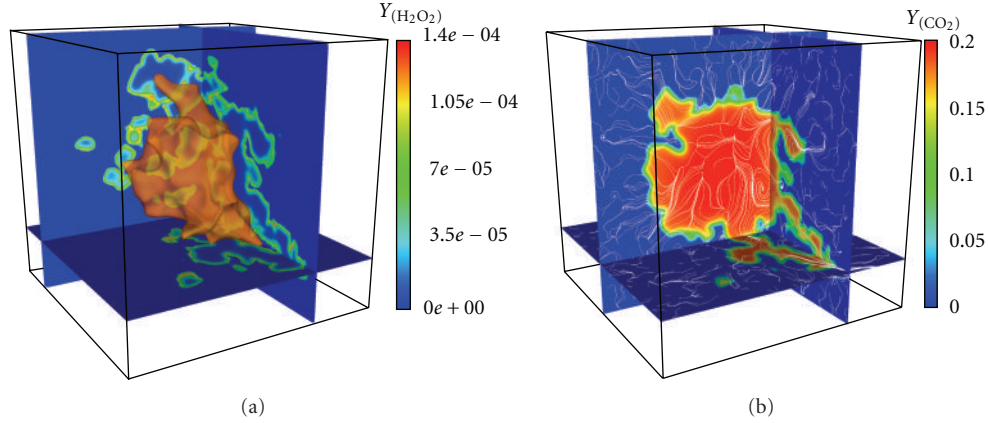 Y(H₂O₂)
1.4e − 04
1.05e − 04
7e − 05
3.5e − 05
0e + 00
(a)
Y(CO₂)
0.2
0.15
0.1
0.05
0
(b)